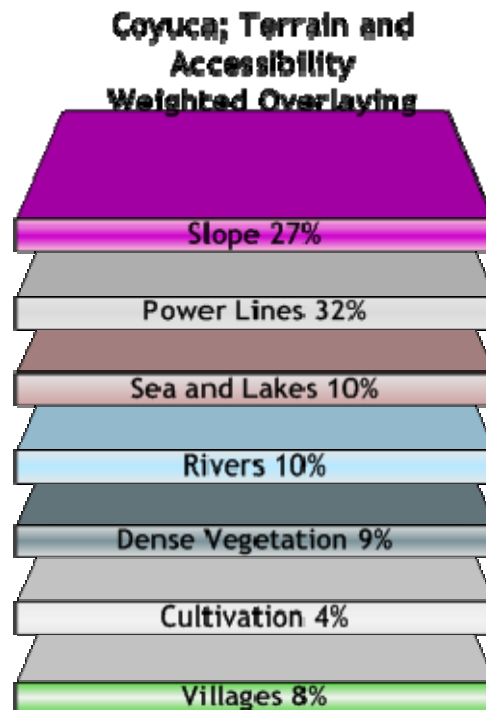 Coyuca; Terrain and
Accessibility
Weighted Overlaying
Slope 27%
Power Lines 32%
Sea and Lakes 10%
Rivers 10%
Dense Vegetation 9%
Cultivation 4%
Villages 8%